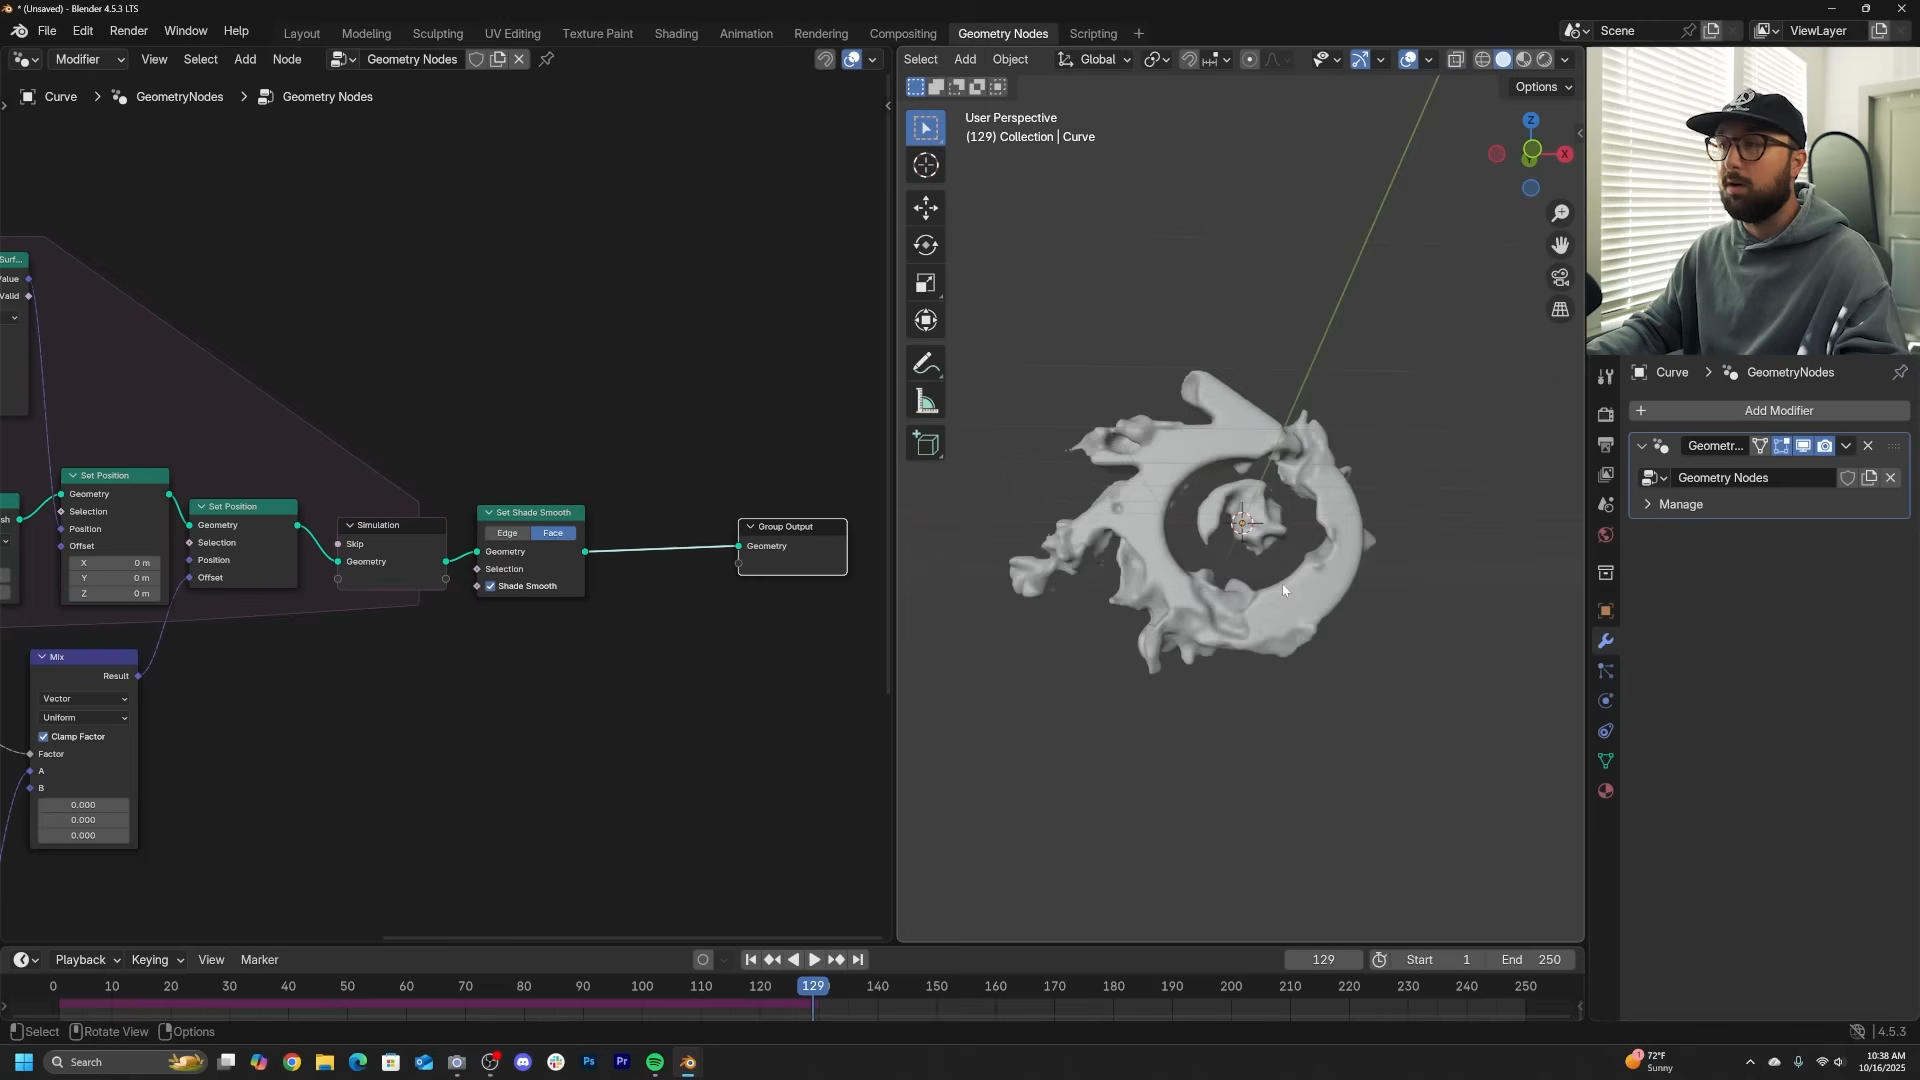 * (Unsaved) - Blender 4.5.3 LTS
File Edit Render Window Help
Layout Modeling Sculpting UV Editing Texture Paint Shading Animation Rendering Compositing Geometry Nodes Scripting +
Scene
ViewLayer
Modifier View Select Add Node Geometry Nodes
Select Add Object Global
Options
Curve > GeometryNodes > Geometry Nodes
User Perspective
(129) Collection | Curve
Z
X
Surf...
Value
Valid
Set Position
Geometry
Selection
Position
Offset
X 0 m
Y 0 m
Z 0 m
Set Position
Geometry
Selection
Position
Offset
Simulation
Skip
Geometry
Set Shade Smooth
Edge Face
Geometry
Selection
Shade Smooth
Group Output
Geometry
Mix
Result
Vector
Uniform
Clamp Factor
Factor
A
B
0.000
0.000
0.000
Curve > GeometryNodes
+ Add Modifier
Geometr...
Geometry Nodes
> Manage
Playback Keying View Marker
129 Start 1 End 250
0 10 20 30 40 50 60 70 80 90 100 110 120 129 140 150 160 170 180 190 200 210 220 230 240 250
Select Rotate View Options
4.5.3
Search
Ps
Pr
1
72°F
Sunny
10:38 AM
10/16/2025